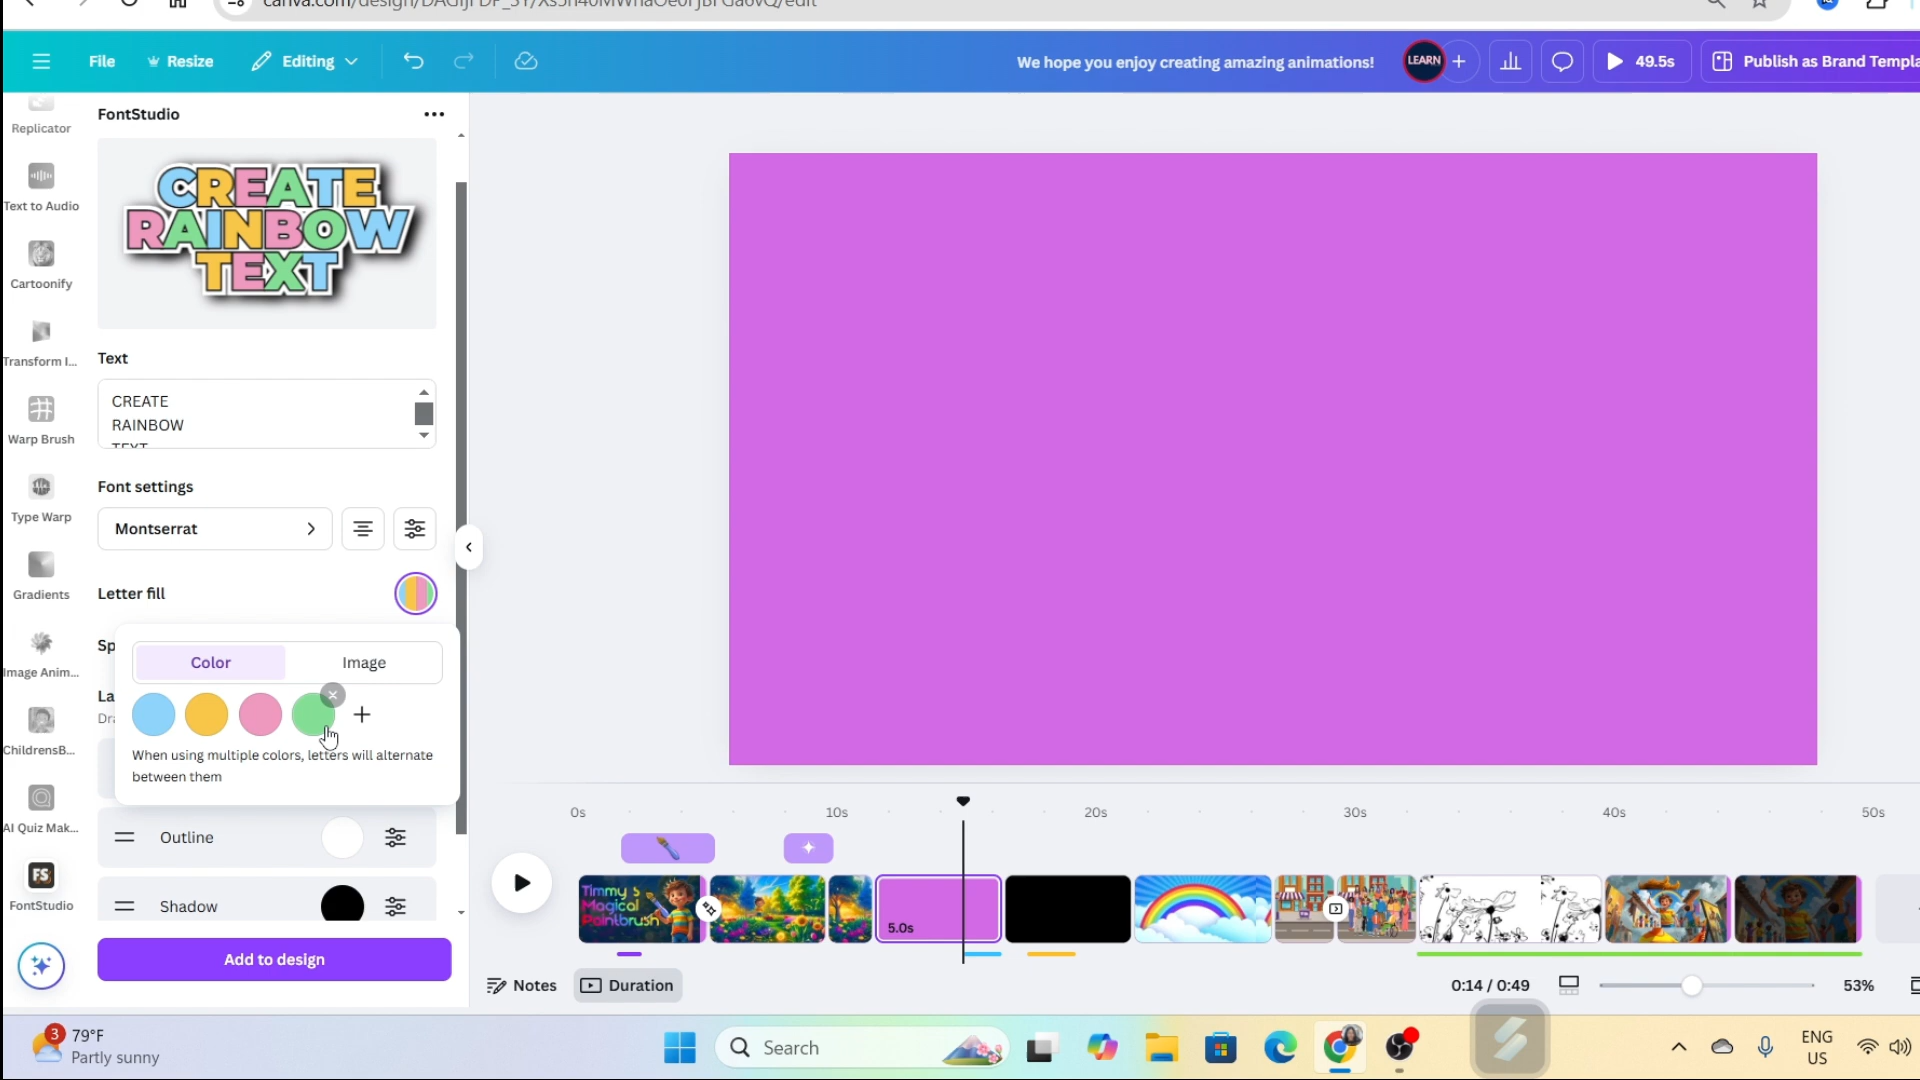 File
Resize
Editing
We hope you enjoy creating amazing animations!
LEARN
49.5s
Publish as Brand Templa
Replicator
Text to Audio
Cartoonify
Transform I...
Warp Brush
Type Warp
Gradients
Image Anim...
ChildrensB...
AI Quiz Mak...
FS
FontStudio
FontStudio
CREATE
RAINBOW
TEXT
Text
CREATE
RAINBOW
TEXT
Font settings
Montserrat
Letter fill
Sp
Color
Image
La
Dra
When using multiple colors, letters will alternate
between them
Outline
Shadow
Add to design
0s
10s
20s
30s
40s
50s
Timmy's
Magical
Paintbrush
5.0s
Notes
Duration
0:14 / 0:49
53%
3
79°F
Partly sunny
Search
ENG
US